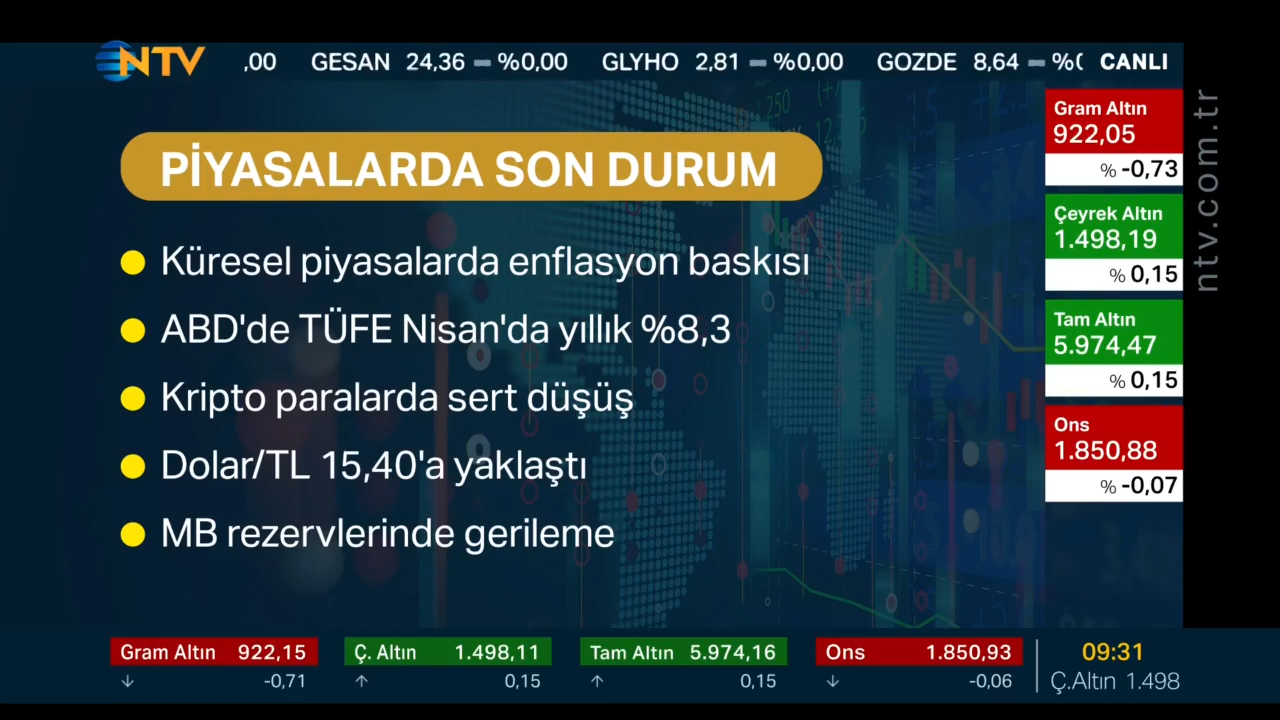 NTV
,00 GESAN 24,36 %0,00 GLYHO 2,81 %0,00 GOZDE 8,64 %0 CANLI
PİYASALARDA SON DURUM
Küresel piyasalarda enflasyon baskısı
ABD'de TÜFE Nisan'da yıllık %8,3
Kripto paralarda sert düşüş
Dolar/TL 15,40'a yaklaştı
MB rezervlerinde gerileme
Gram Altın
922,05
% -0,73
Çeyrek Altın
1.498,19
% 0,15
Tam Altın
5.974,47
% 0,15
Ons
1.850,88
% -0,07
ntv.com.tr
Gram Altın 922,15
↓ -0,71
Ç. Altın 1.498,11
↑ 0,15
Tam Altın 5.974,16
↑ 0,15
Ons 1.850,93
↓ -0,06
09:31
Ç.Altın 1.498